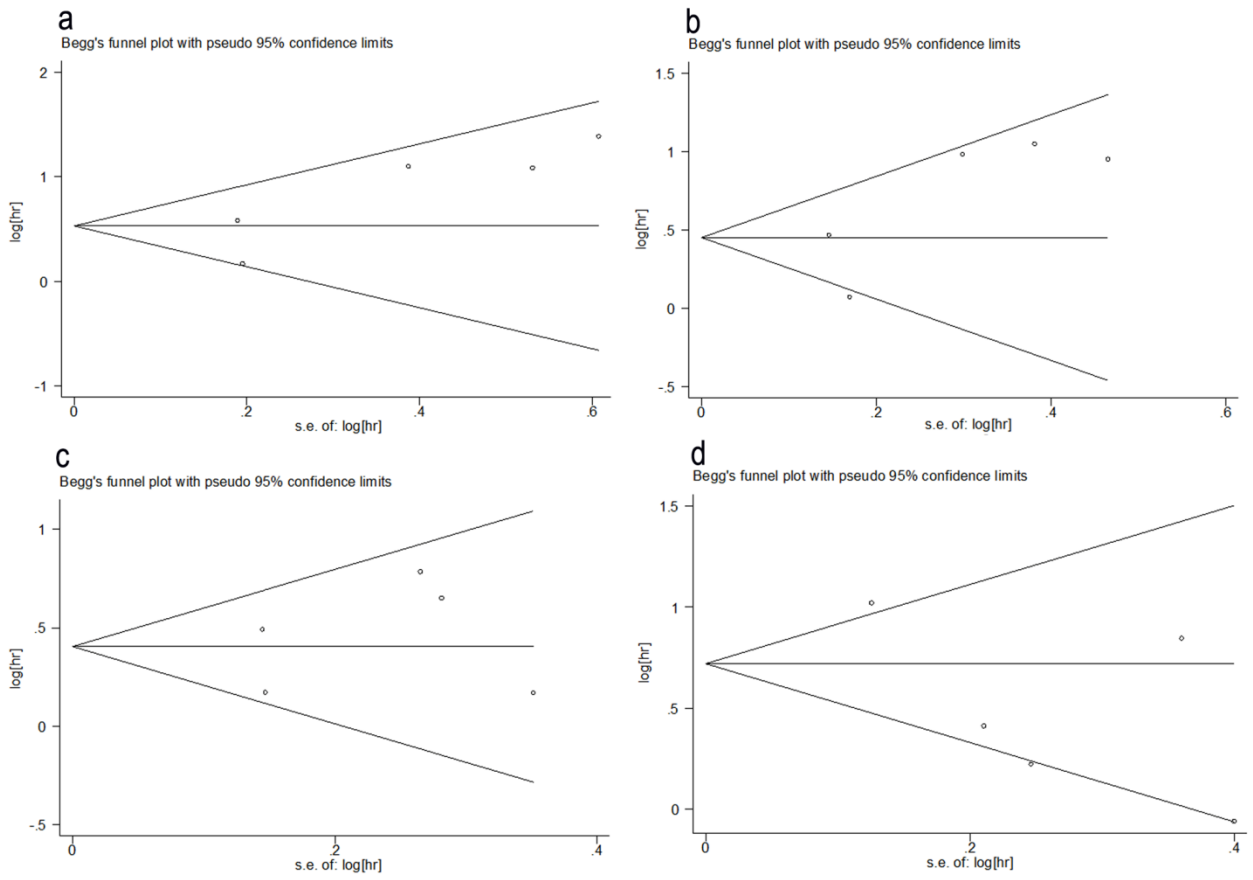 a
Begg's funnel plot with pseudo 95% confidence limits
2
1
0
-1
log[hr]
0
.2
.4
.6
s.e. of: log[hr]
b
Begg's funnel plot with pseudo 95% confidence limits
1.5
1
.5
0
-.5
log[hr]
0
.2
.4
.6
s.e. of: log[hr]
c
Begg's funnel plot with pseudo 95% confidence limits
1
.5
0
-.5
log[hr]
0
.2
.4
s.e. of: log[hr]
d
Begg's funnel plot with pseudo 95% confidence limits
1.5
1
.5
0
log[hr]
0
.2
.4
s.e. of: log[hr]